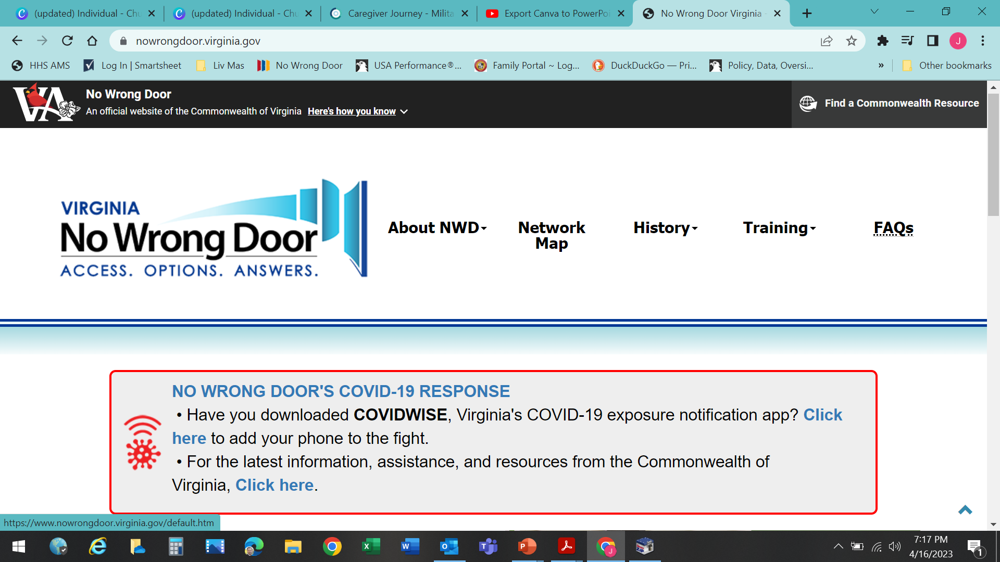 (updated) Individual - Chu
(updated) Individual - Chu
Caregiver Journey - Milita
Export Canva to PowerPoi
No Wrong Door Virginia -
nowrongdoor.virginia.gov
J
HHS AMS
Log In | Smartsheet
Liv Mas
No Wrong Door
USA Performance®...
Family Portal ~ Log...
DuckDuckGo — Pri...
Policy, Data, Oversi...
»
Other bookmarks
VA
No Wrong Door
An official website of the Commonwealth of Virginia Here's how you know
Find a Commonwealth Resource
VIRGINIA
No Wrong Door
ACCESS. OPTIONS. ANSWERS.
About NWD
Network
Map
History
Training
FAQs
NO WRONG DOOR'S COVID-19 RESPONSE
• Have you downloaded COVIDWISE, Virginia's COVID-19 exposure notification app? Click
here to add your phone to the fight.
• For the latest information, assistance, and resources from the Commonwealth of
Virginia, Click here.
https://www.nowrongdoor.virginia.gov/default.htm
7:17 PM
4/16/2023
1